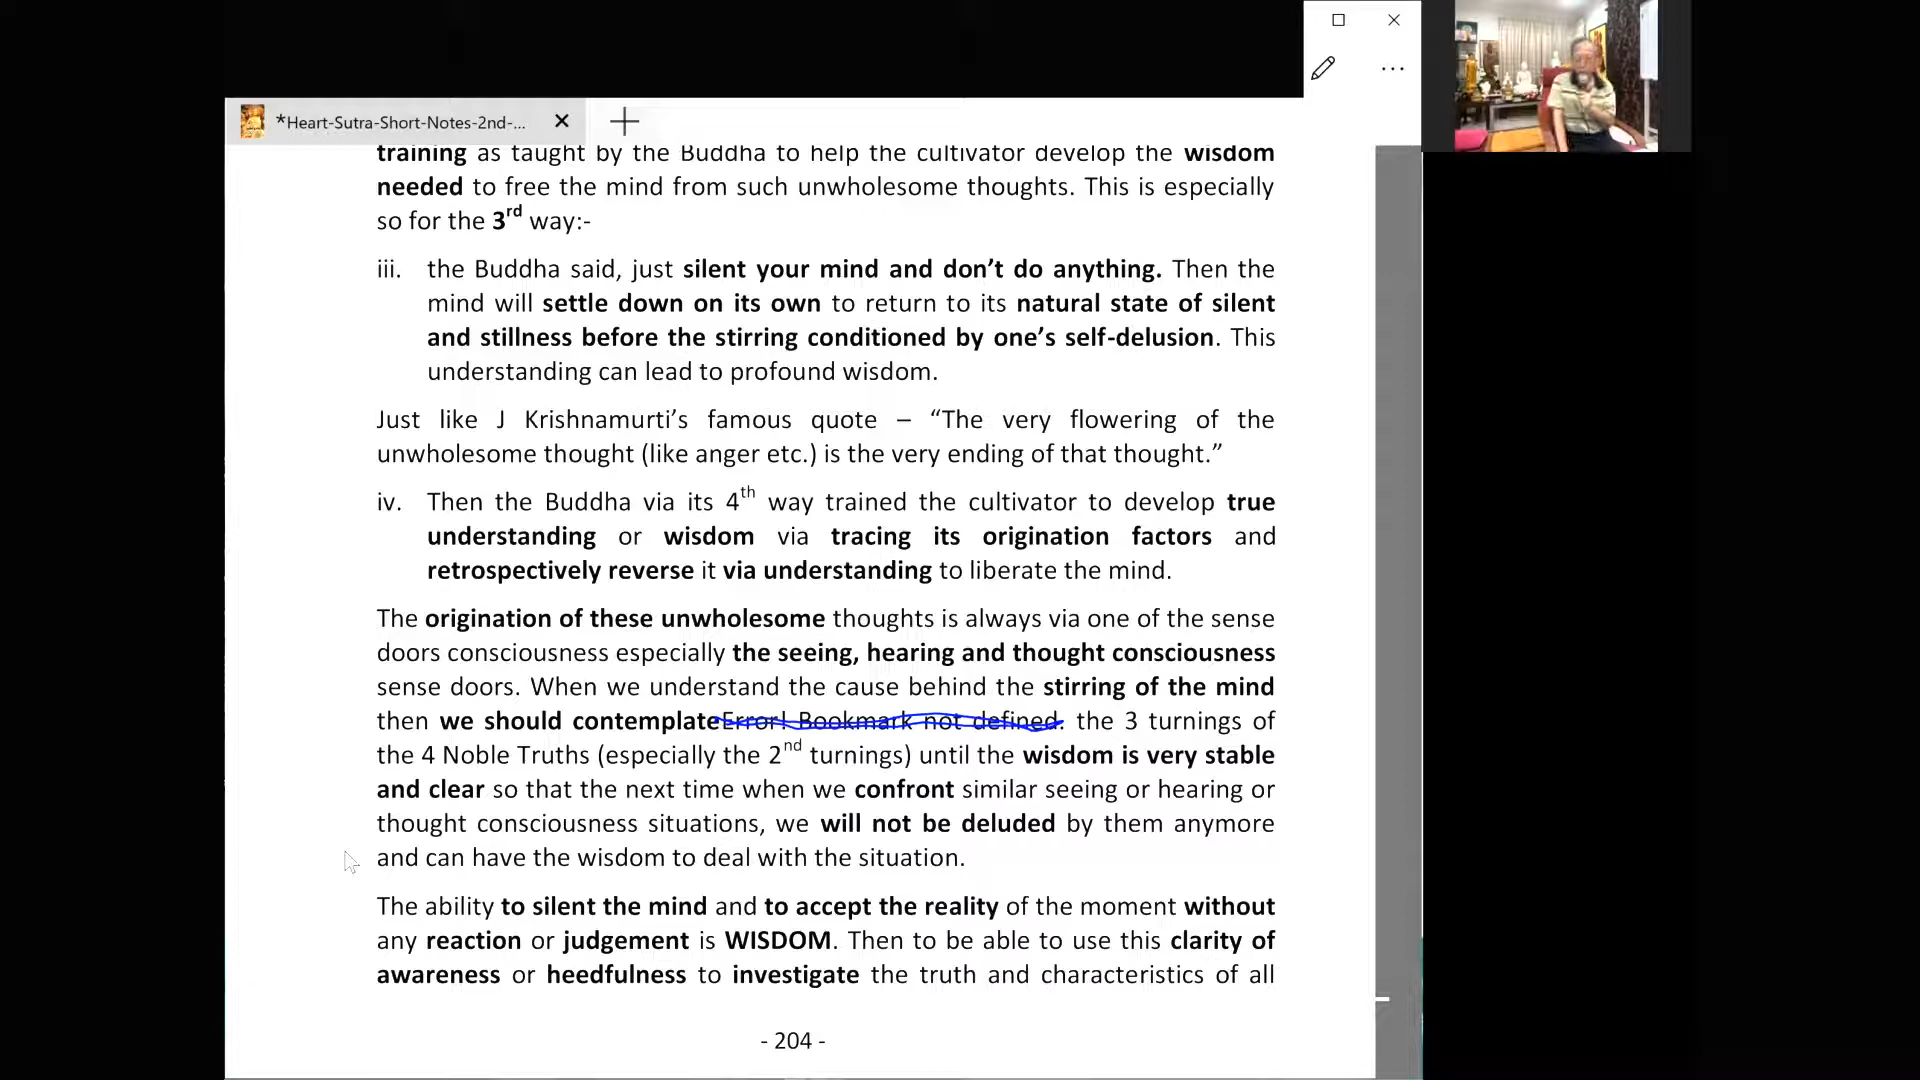 *Heart-Sutra-Short-Notes-2nd-...
training as taught by the Buddha to help the cultivator develop the wisdom
needed to free the mind from such unwholesome thoughts. This is especially
so for the 3rd way:-
iii. the Buddha said, just silent your mind and don’t do anything. Then the
mind will settle down on its own to return to its natural state of silent
and stillness before the stirring conditioned by one’s self-delusion. This
understanding can lead to profound wisdom.
Just like J Krishnamurti’s famous quote – “The very flowering of the
unwholesome thought (like anger etc.) is the very ending of that thought.”
iv. Then the Buddha via its 4th way trained the cultivator to develop true
understanding or wisdom via tracing its origination factors and
retrospectively reverse it via understanding to liberate the mind.
The origination of these unwholesome thoughts is always via one of the sense
doors consciousness especially the seeing, hearing and thought consciousness
sense doors. When we understand the cause behind the stirring of the mind
then we should contemplateError! Bookmark not defined. the 3 turnings of
the 4 Noble Truths (especially the 2nd turnings) until the wisdom is very stable
and clear so that the next time when we confront similar seeing or hearing or
thought consciousness situations, we will not be deluded by them anymore
and can have the wisdom to deal with the situation.
The ability to silent the mind and to accept the reality of the moment without
any reaction or judgement is WISDOM. Then to be able to use this clarity of
awareness or heedfulness to investigate the truth and characteristics of all
- 204 -